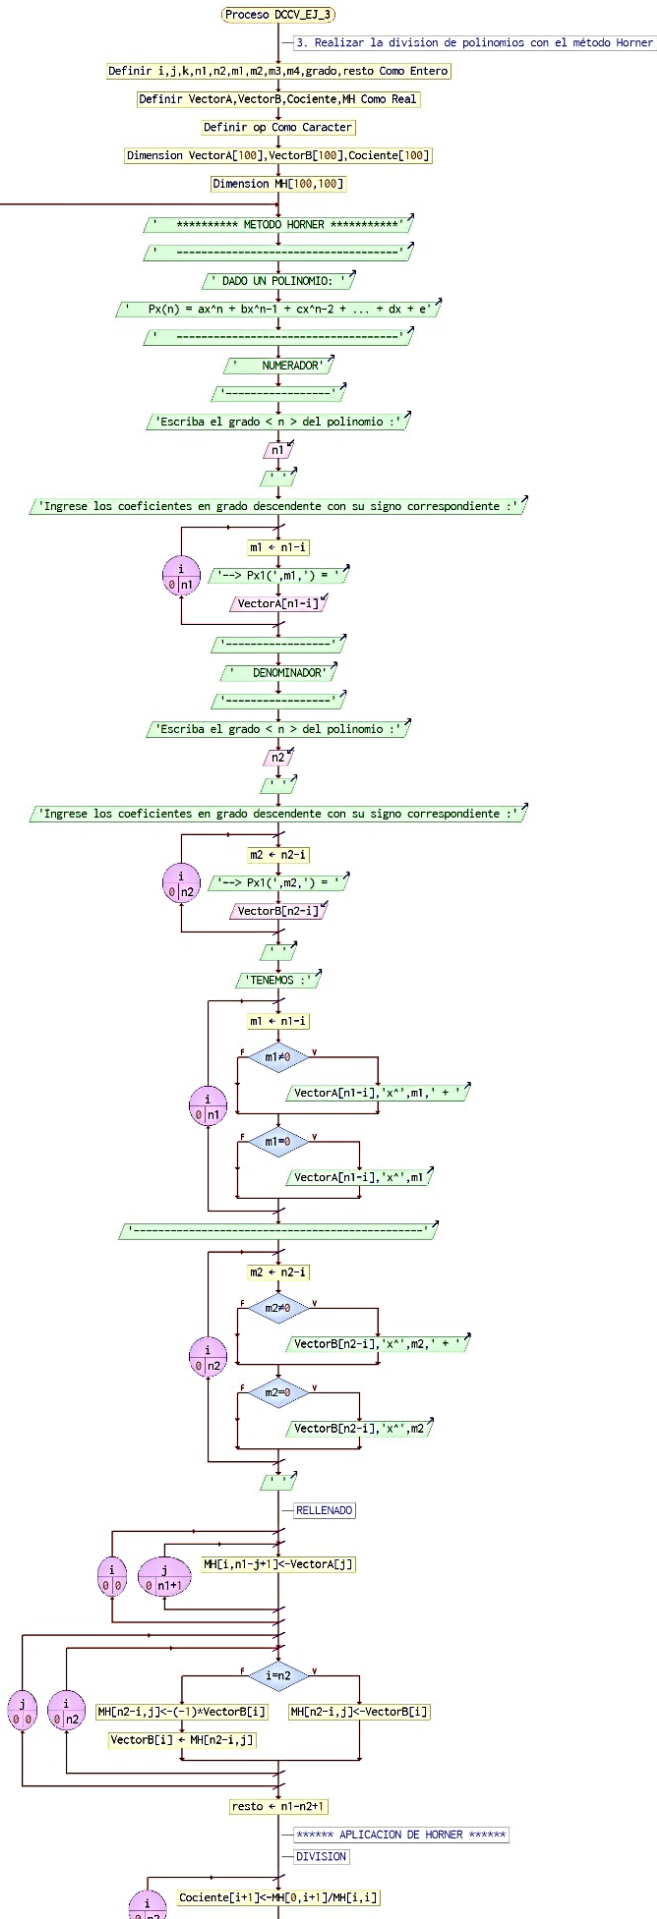 Proceso DCCV_EJ_3
3. Realizar la division de polinomios con el método Horner
Definir i,j,k,n1,n2,m1,m2,m3,m4,grado,resto Como Entero
Definir VectorA,VectorB,Cociente,MH Como Real
Definir op Como Caracter
Dimension VectorA[100],VectorB[100],Cociente[100]
Dimension MH[100,100]
'   ********** METODO HORNER ***********'
'   ------------------------------------'
' DADO UN POLINOMIO: '
'   Px(n) = ax^n + bx^n-1 + cx^n-2 + ... + dx + e'
'   ------------------------------------'
'    NUMERADOR'
'-----------------'
'Escriba el grado < n > del polinomio :'
n1
' '
'Ingrese los coeficientes en grado descendente con su signo correspondiente :'
m1 ← n1-i
i
0 n1
'--> Px1(',m1,') = '
VectorA[n1-i]
'-----------------'
'   DENOMINADOR'
'-----------------'
'Escriba el grado < n > del polinomio :'
n2
' '
'Ingrese los coeficientes en grado descendente con su signo correspondiente :'
m2 ← n2-i
i
0 n2
'--> Px1(',m2,') = '
VectorB[n2-i]
' '
'TENEMOS :'
m1 ← n1-i
F m1≠0 V
VectorA[n1-i],'x^',m1,' + '
i
0 n1
F m1=0 V
VectorA[n1-i],'x^',m1
'-----------------------------------------------'
m2 ← n2-i
F m2≠0 V
VectorB[n2-i],'x^',m2,' + '
i
0 n2
F m2=0 V
VectorB[n2-i],'x^',m2
' '
RELLENADO
MH[i,n1-j+1]<-VectorA[j]
i j
0 0 0 n1+1
F i=n2 V
j i
0 0 0 n2
MH[n2-i,j]<-(-1)*VectorB[i] MH[n2-i,j]<-VectorB[i]
VectorB[i] ← MH[n2-i,j]
resto ← n1-n2+1
****** APLICACION DE HORNER ******
DIVISION
Cociente[i+1]<-MH[0,i+1]/MH[i,i]
i